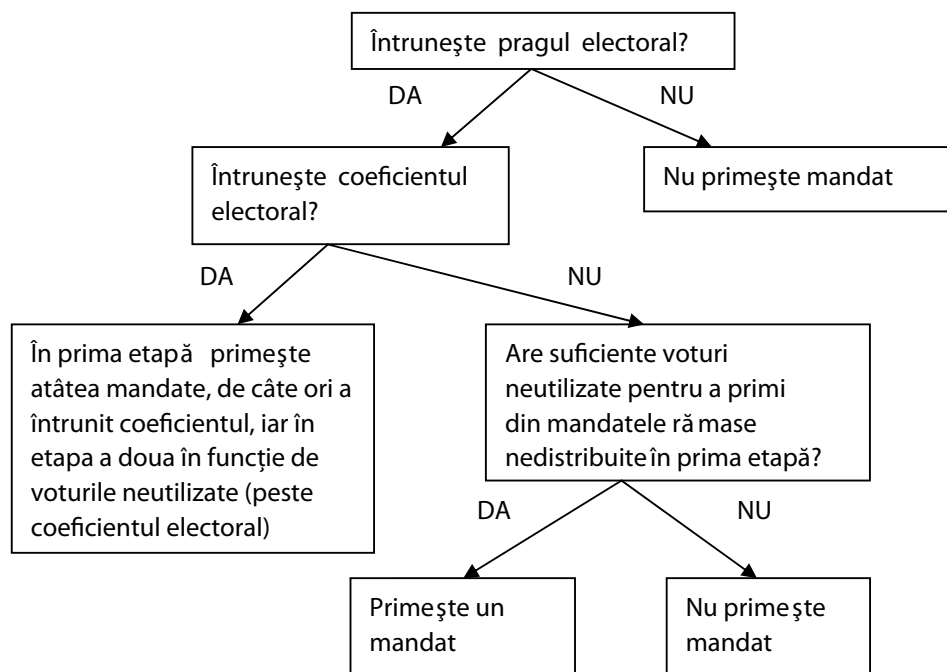 Întruneşte pragul electoral?
DA
NU
Întruneşte coeficientul
electoral?
Nu primeşte mandat
DA
NU
În prima etapă primeşte
atâtea mandate, de câte ori a
întrunit coeficientul, iar în
etapa a doua în funcţie de
voturile neutilizate (peste
coeficientul electoral)
Are suficiente voturi
neutilizate pentru a primi
din mandatele rămase
nedistribuite în prima etapă?
DA
NU
Primeşte un
mandat
Nu primeşte
mandat